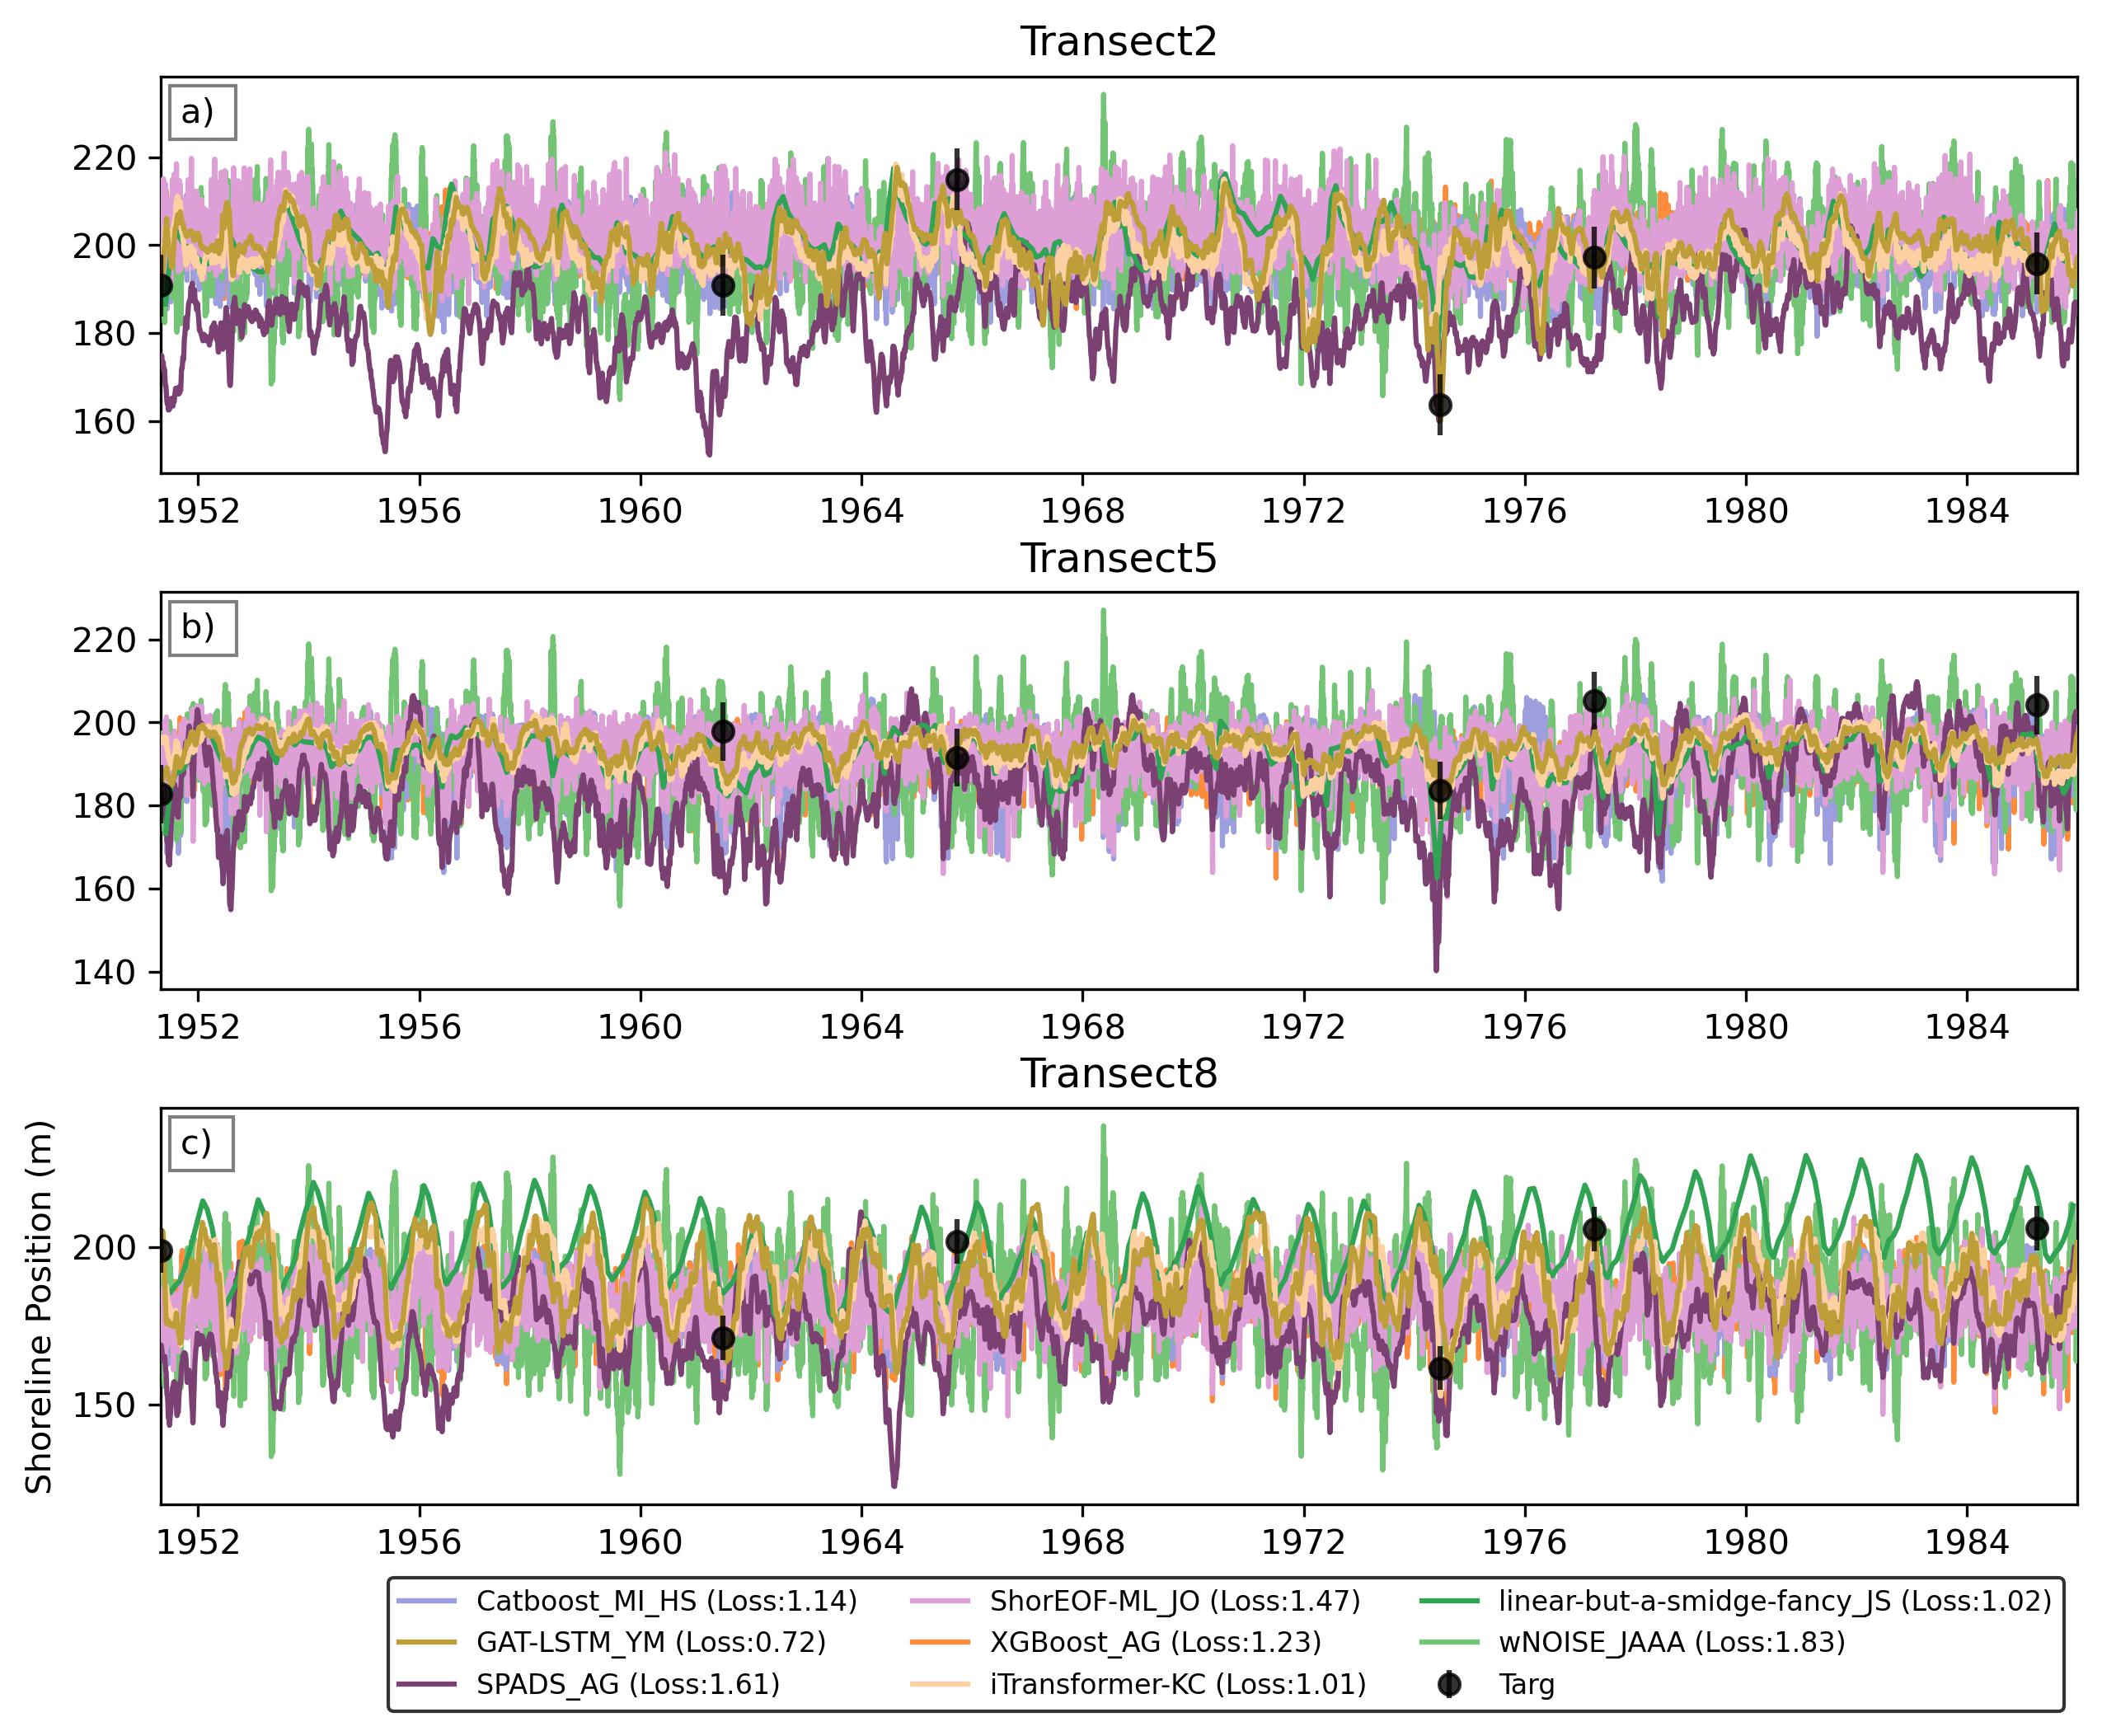 Transect2
a)
220
200
180
160
1952 1956 1960 1964 1968 1972 1976 1980 1984
Transect5
b)
220
200
180
160
140
1952 1956 1960 1964 1968 1972 1976 1980 1984
Transect8
c)
Shoreline Position (m)
200
150
1952 1956 1960 1964 1968 1972 1976 1980 1984
Catboost_MI_HS (Loss:1.14) ShorEOF-ML_JO (Loss:1.47) linear-but-a-smidge-fancy_JS (Loss:1.02)
GAT-LSTM_YM (Loss:0.72) XGBoost_AG (Loss:1.23) wNOISE_JAAA (Loss:1.83)
SPADS_AG (Loss:1.61) iTransformer-KC (Loss:1.01) Targ